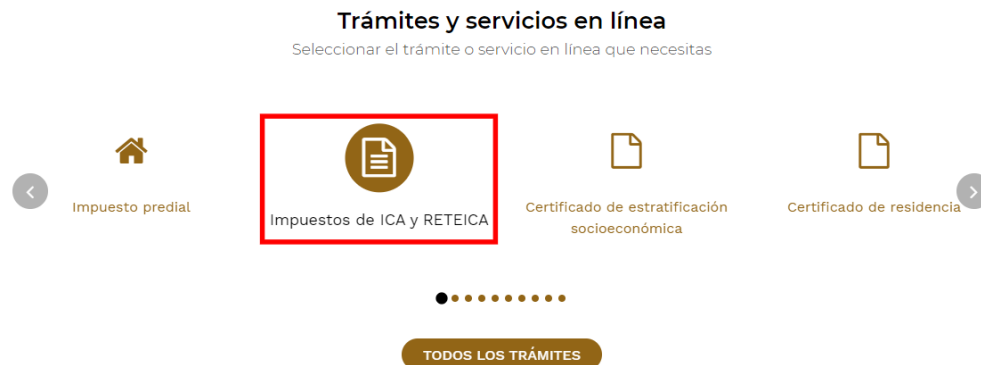 Trámites y servicios en línea
Seleccionar el trámite o servicio en línea que necesitas
Impuesto predial
Impuestos de ICA y RETEICA
Certificado de estratificación
socioeconómica
Certificado de residencia
TODOS LOS TRÁMITES